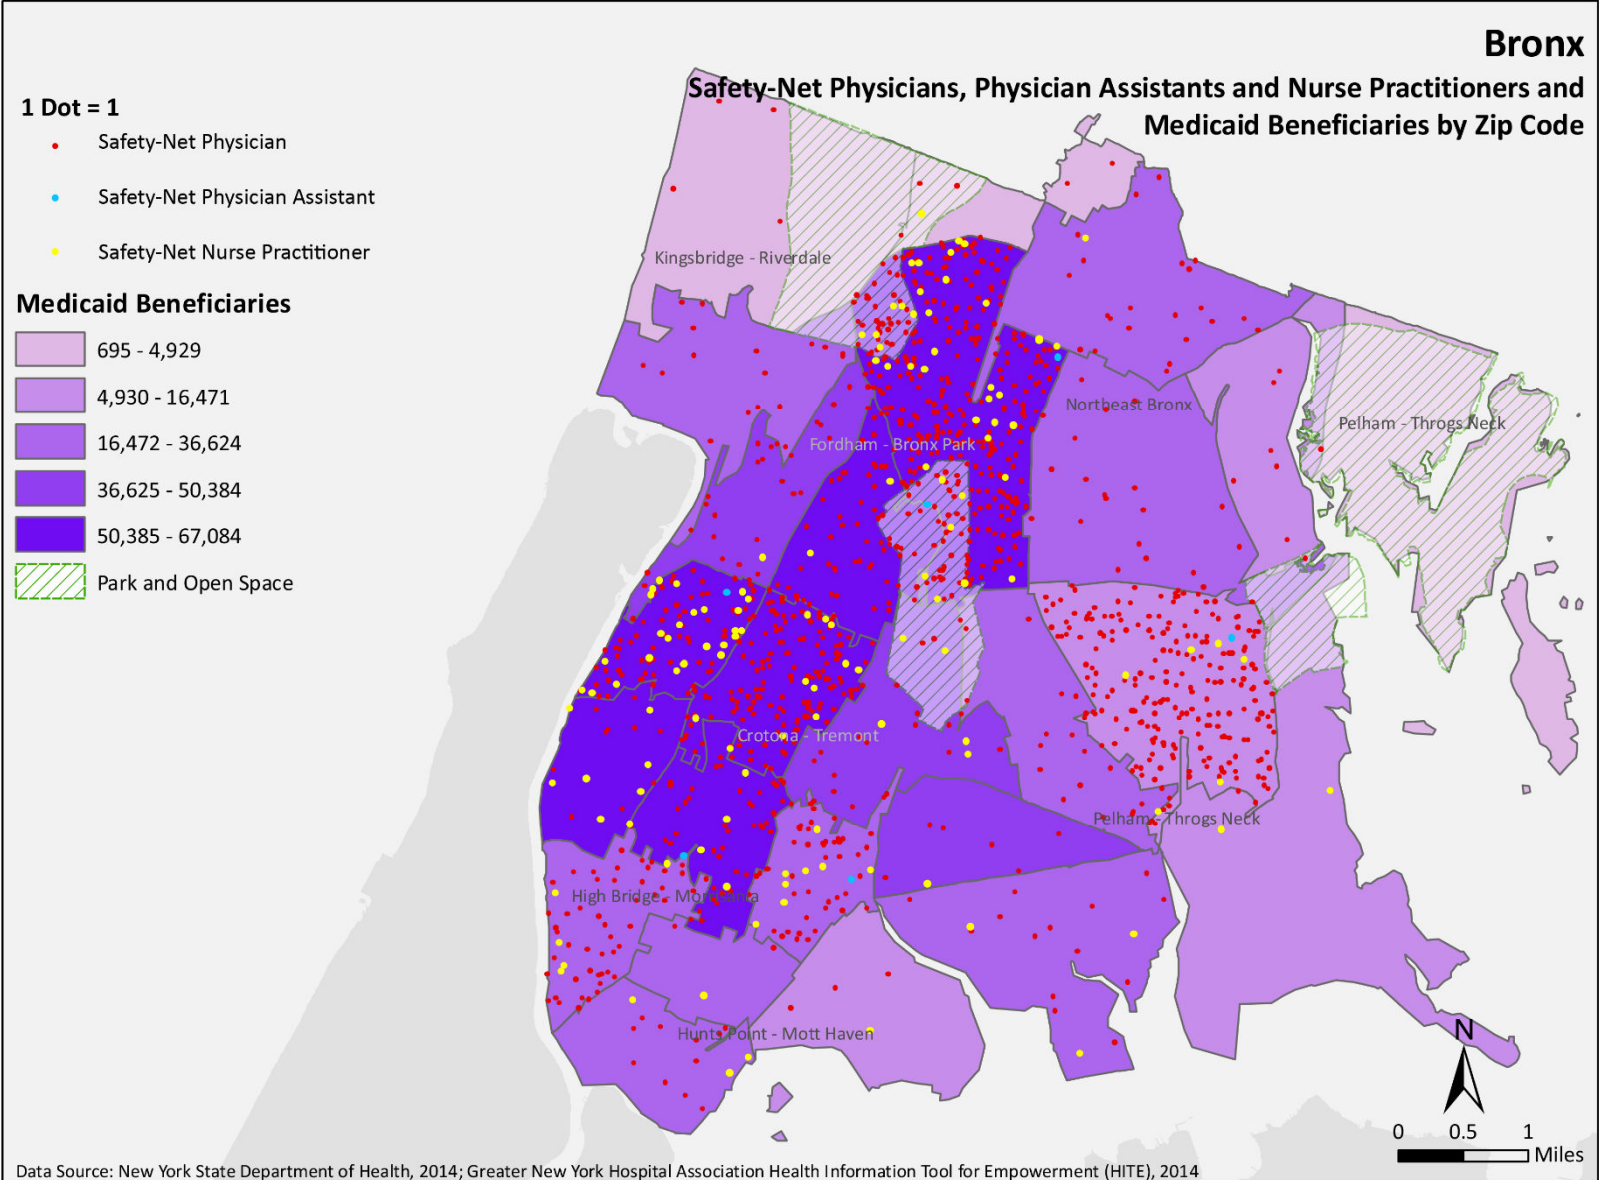 Bronx
Safety-Net Physicians, Physician Assistants and Nurse Practitioners and
Medicaid Beneficiaries by Zip Code
1 Dot = 1
Safety-Net Physician
Safety-Net Physician Assistant
Safety-Net Nurse Practitioner
Medicaid Beneficiaries
695 - 4,929
4,930 - 16,471
16,472 - 36,624
36,625 - 50,384
50,385 - 67,084
Park and Open Space
Kingsbridge - Riverdale
Northeast Bronx
Pelham - Throgs Neck
Fordham - Bronx Park
Crotona - Tremont
Pelham - Throgs Neck
High Bridge - Morrisania
Hunts Point - Mott Haven
N
0 0.5 1
Miles
Data Source: New York State Department of Health, 2014; Greater New York Hospital Association Health Information Tool for Empowerment (HITE), 2014